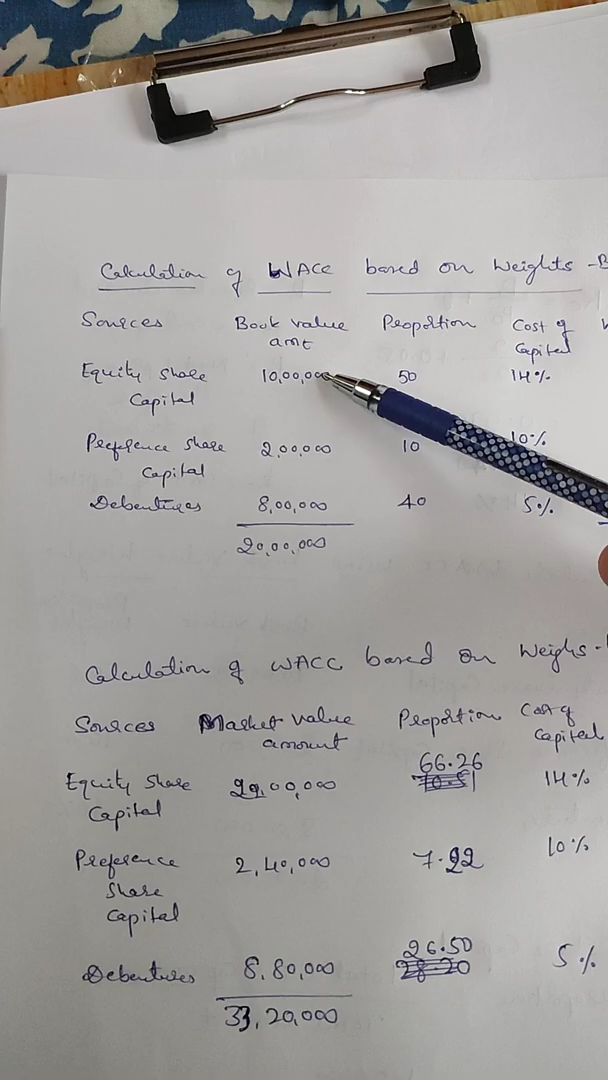 Calculation of WACC based on Weights - B
Sources Book value Proportion Cost of
amt Capital
Equity share 10,00,000 50 14%
Capital
Preference share 2,00,000 10 10%
Capital
Debentures 8,00,000 40 5%
20,00,000
Calculation of WACC based on Weighs -
Sources Market value Proportion Cost of
amount Capital
66.26
Equity Share 22,00,000 14%
Capital
Preference 2,40,000 7.22 10%
Share
Capital
26.50
Debentures 8,80,000 28.20 5%
33,20,000